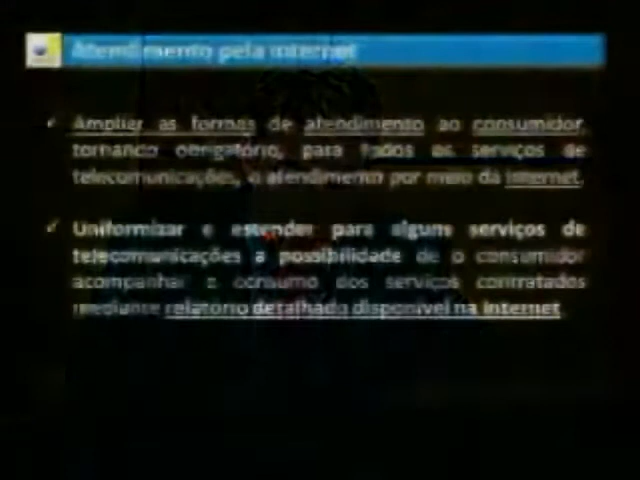 Atendimento pela internet
✓ Ampliar as formas de atendimento ao consumidor,
tornando obrigatório, para todos os serviços de
telecomunicações, o atendimento por meio da internet.
✓ Uniformizar e estender para alguns serviços de
telecomunicações a possibilidade de o consumidor
acompanhar o consumo dos serviços contratados
mediante relatório detalhado disponível na Internet.